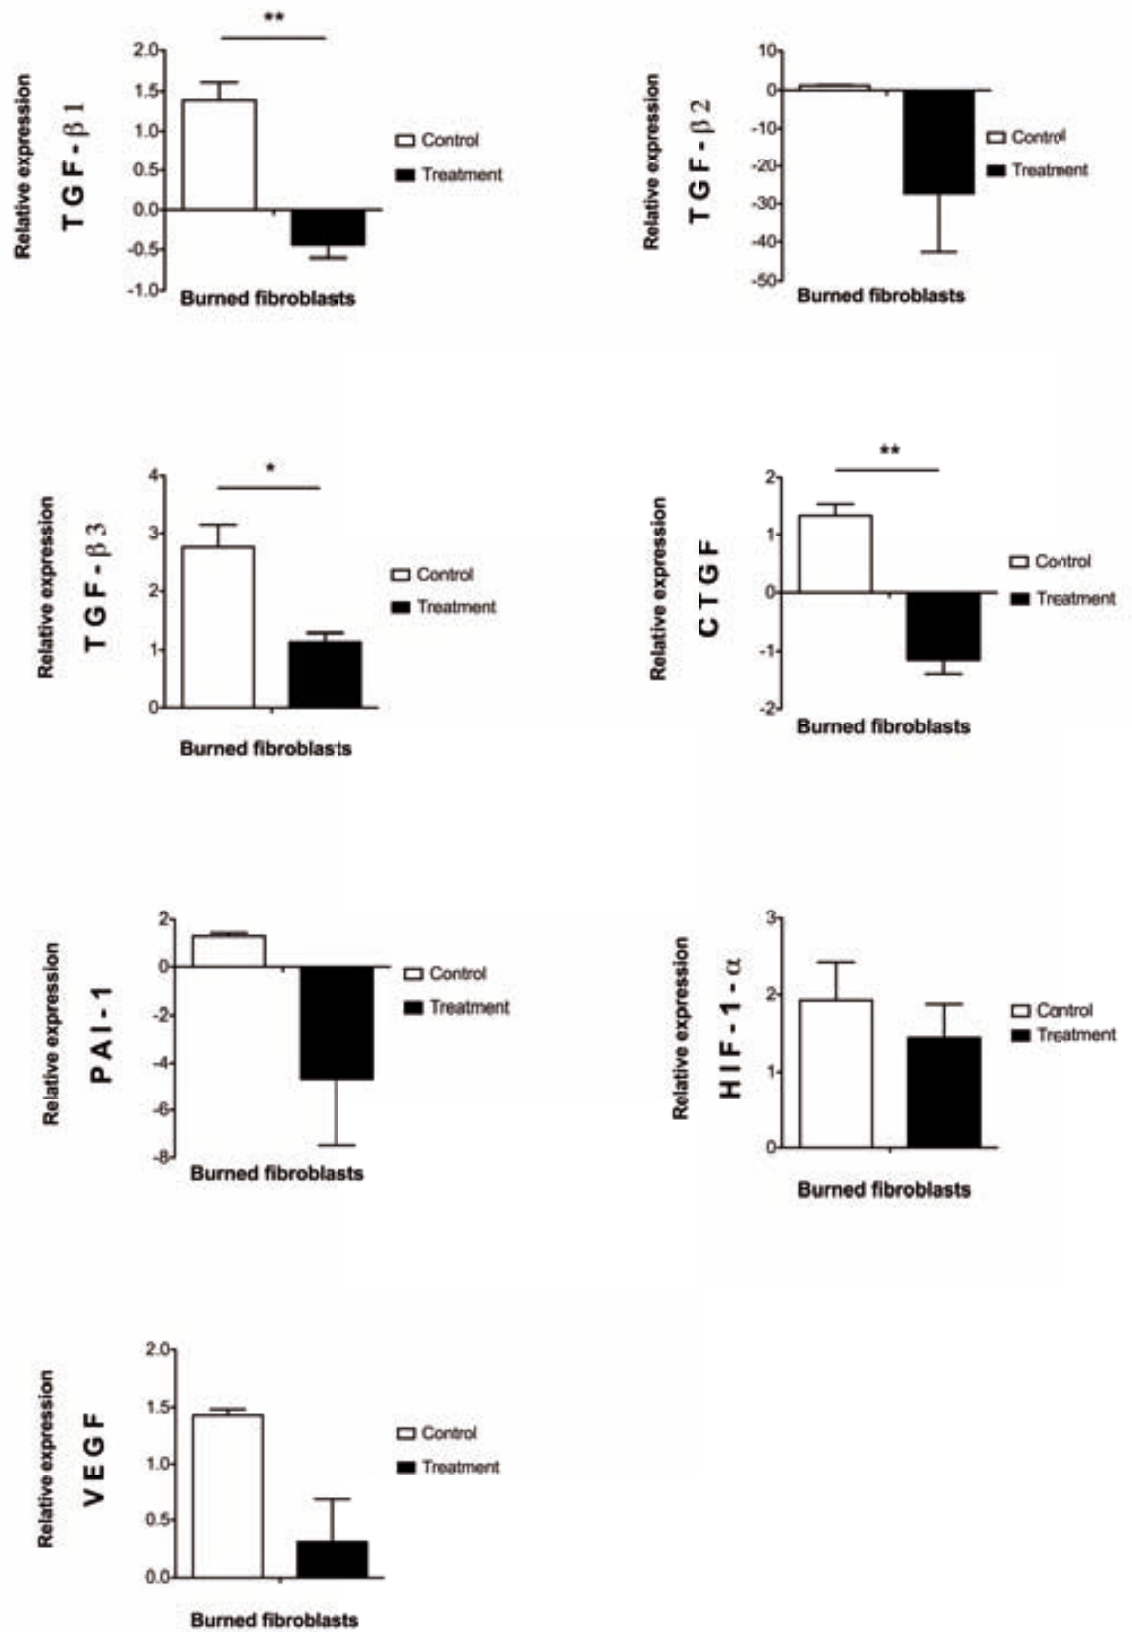 **
Relative expression
TGF-β1
2.0
1.5
1.0
0.5
0.0
-0.5
-1.0
Control
Treatment
Burned fibroblasts
Relative expression
TGF-β2
10
0
-10
-20
-30
-40
-50
Control
Treatment
Burned fibroblasts
*
Relative expression
TGF-β3
4
3
2
1
0
Control
Treatment
Burned fibroblasts
**
Relative expression
CTGF
2
1
0
-1
-2
Control
Treatment
Burned fibroblasts
Relative expression
PAI-1
2
0
-2
-4
-6
-8
Control
Treatment
Burned fibroblasts
Relative expression
HIF-1-α
3
2
1
0
Control
Treatment
Burned fibroblasts
Relative expression
VEGF
2.0
1.5
1.0
0.5
0.0
Control
Treatment
Burned fibroblasts